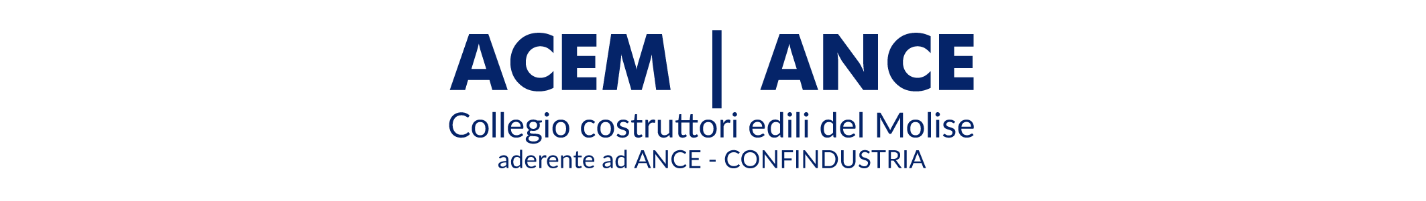 ACEM | ANCE
Collegio costruttori edili del Molise
aderente ad ANCE - CONFINDUSTRIA